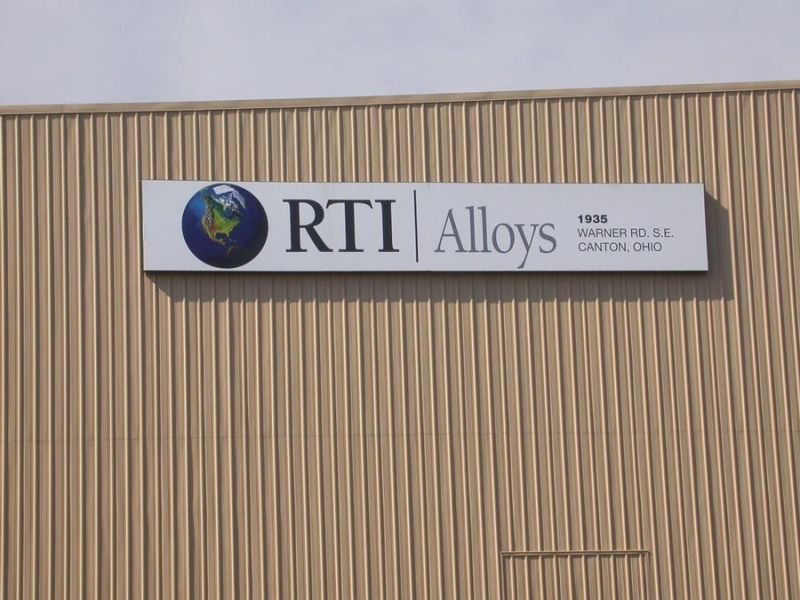 RTI Alloys
1935
WARNER RD. S.E.
CANTON, OHIO